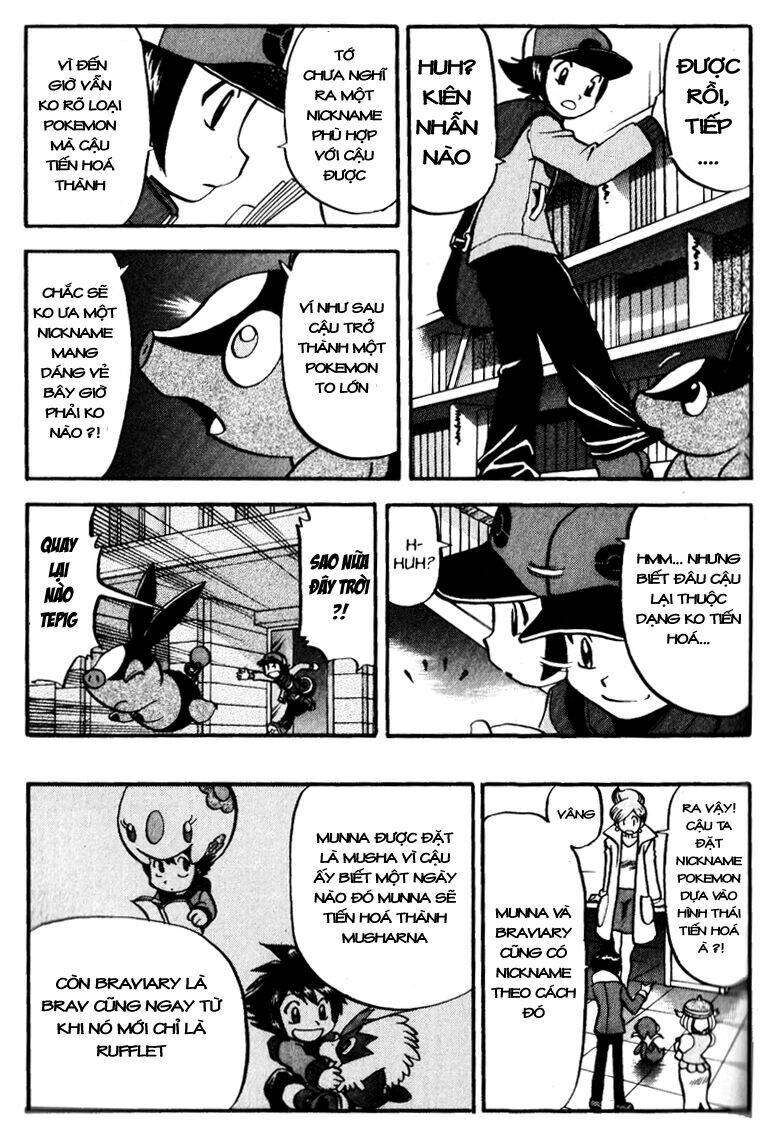 ĐƯỢC
RỒI,
TIẾP
....
HUH?
KIÊN
NHẪN
NÀO
TỚ
CHƯA NGHĨ
RA MỘT
NICKNAME
PHÙ HỢP
VỚI CẬU
ĐƯỢC
VÌ ĐẾN
GIỜ VẪN
KO RÕ LOẠI
POKEMON
MÀ CẬU
TIẾN HOÁ
THÀNH
VÍ NHƯ SAU
CẬU TRỞ
THÀNH MỘT
POKEMON
TO LỚN
CHẮC SẼ
KO ƯA MỘT
NICKNAME
MANG
DÁNG VẺ
BÂY GIỜ
PHẢI KO
NÀO ?!
HMM... NHƯNG
BIẾT ĐÂU CẬU
LẠI THUỘC
DẠNG KO TIẾN
HOÁ...
H-
HUH?
SAO NỮA
ĐÂY TRỜI
?!
QUAY
LẠI
NÀO
TEPIG
RA VẬY!
CẬU TA
ĐẶT
NICKNAME
POKEMON
DỰA VÀO
HÌNH THÁI
TIẾN HOÁ
À ?!
VÂNG
MUNNA VÀ
BRAVIARY
CŨNG CÓ
NICKNAME
THEO CÁCH
ĐÓ
MUNNA ĐƯỢC ĐẶT
LÀ MUSHA VÌ CẬU
ẤY BIẾT MỘT NGÀY
NÀO ĐÓ MUNNA SẼ
TIẾN HOÁ THÀNH
MUSHARNA
CÒN BRAVIARY LÀ
BRAV CŨNG NGAY TỪ
KHI NÓ MỚI CHỈ LÀ
RUFFLET